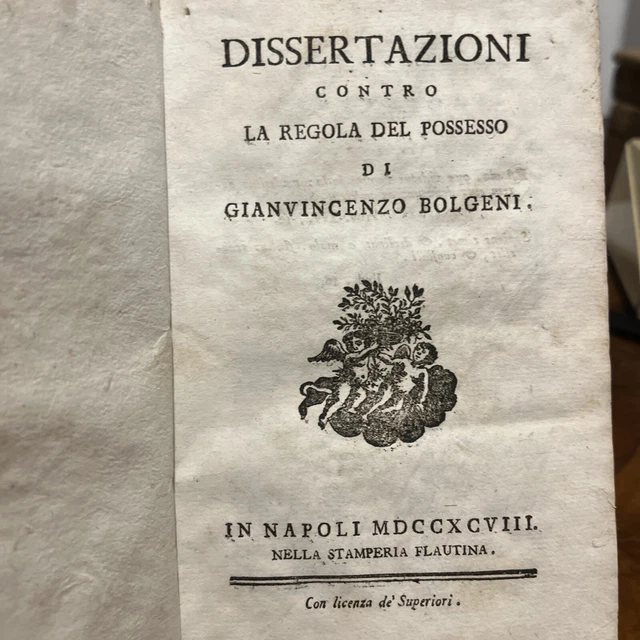 DISSERTAZIONI
CONTRO
LA REGOLA DEL POSSESSO
DI
GIANVINCENZO BOLGENI.
IN NAPOLI MDCCXCVIII.
NELLA STAMPERIA FLAUTINA.
Con licenza de' Superiori.